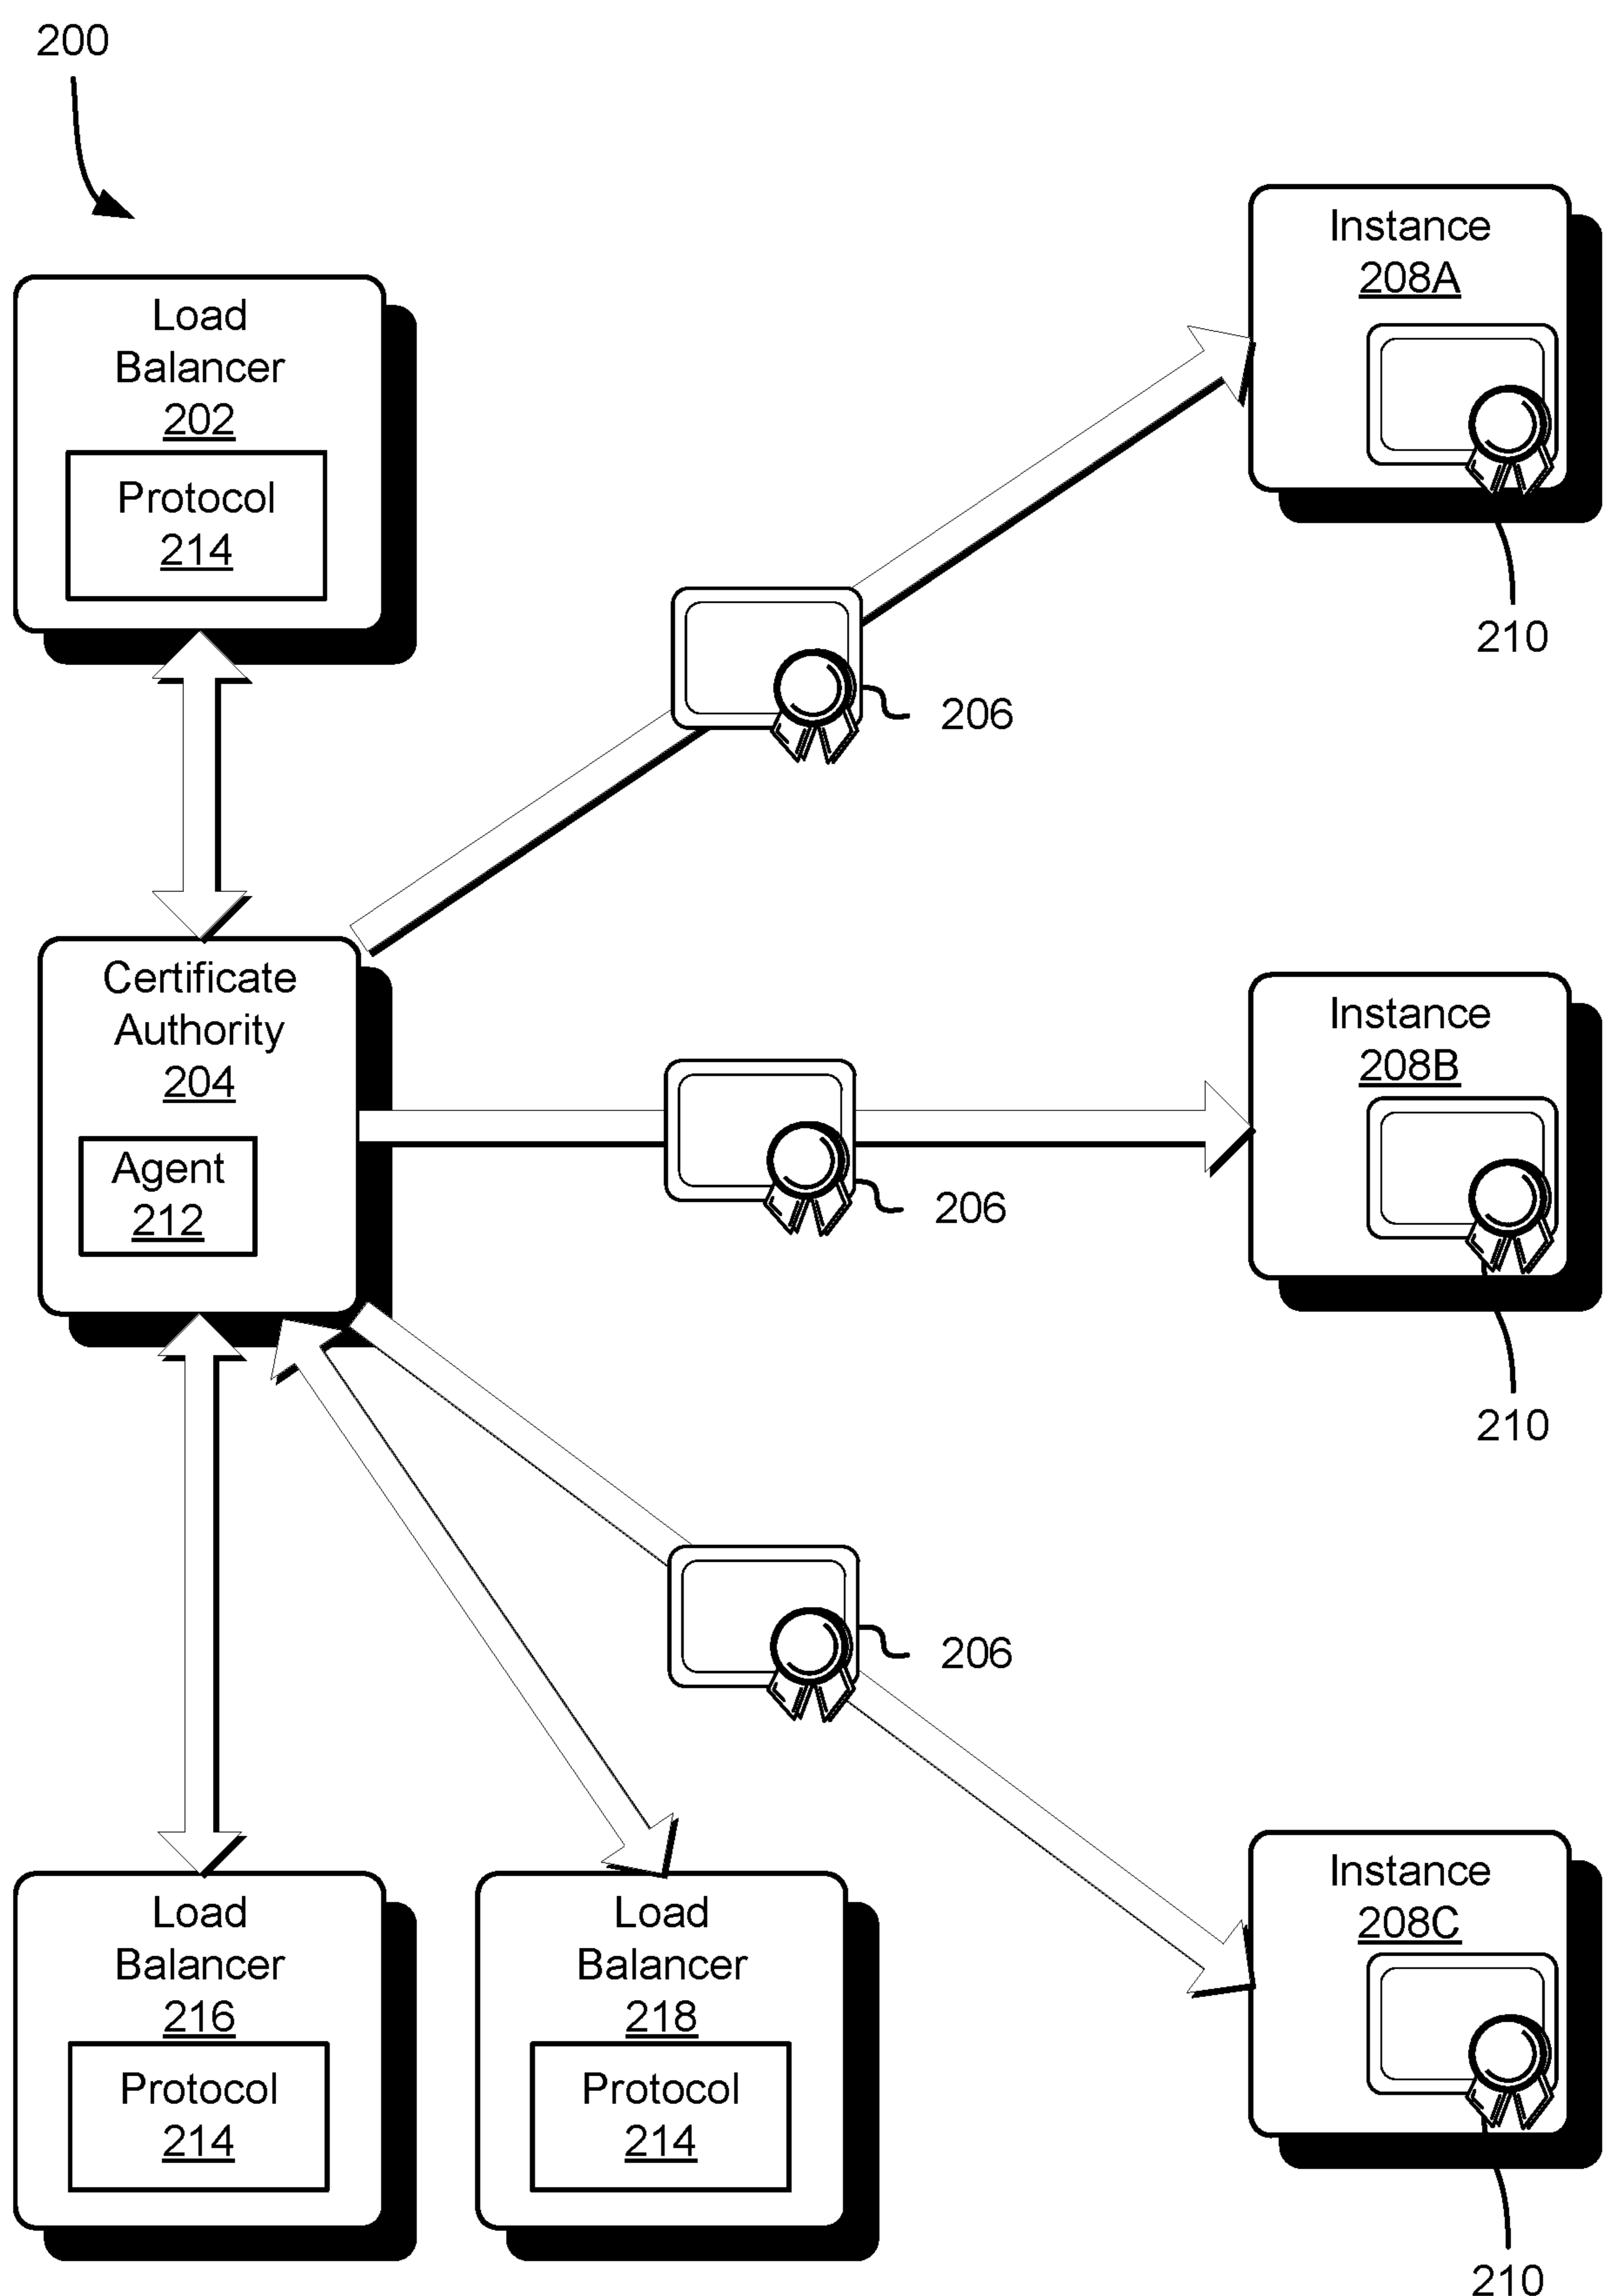 200
Load
Balancer
202
Protocol
214
Instance
208A
210
206
Certificate
Authority
204
Agent
212
206
Instance
208B
210
206
Load
Balancer
216
Protocol
214
Load
Balancer
218
Protocol
214
Instance
208C
210